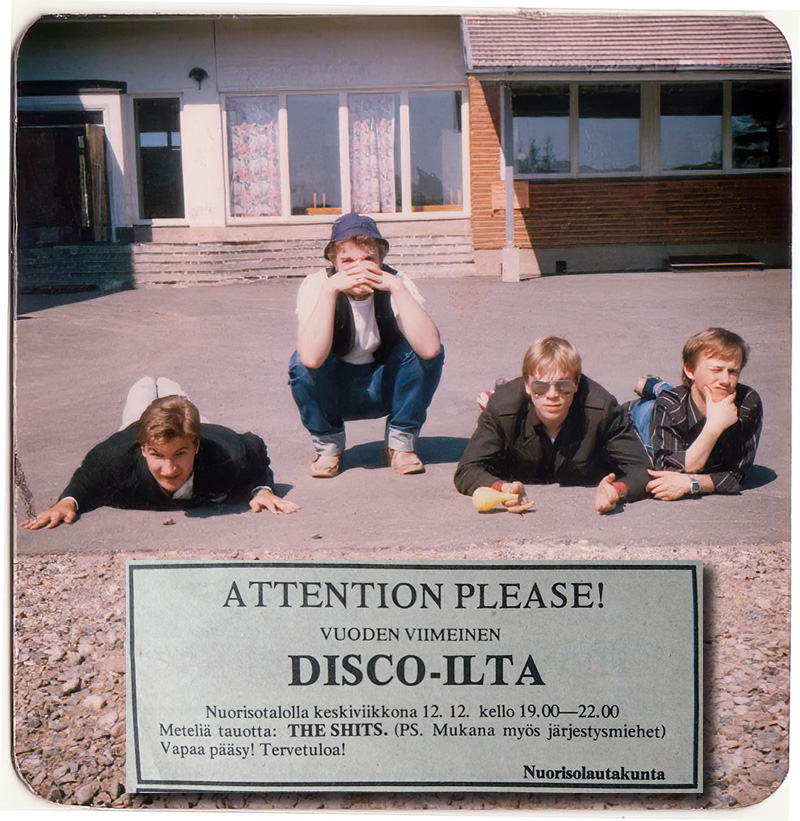 ATTENTION PLEASE!
VUODEN VIIMEINEN
DISCO-ILTA
Nuorisotalolla keskiviikkona 12. 12. kello 19.00—22.00
Meteliä tauotta: THE SHITS. (PS. Mukana myös järjestysmiehet)
Vapaa pääsy! Tervetuloa!
Nuorisolautakunta